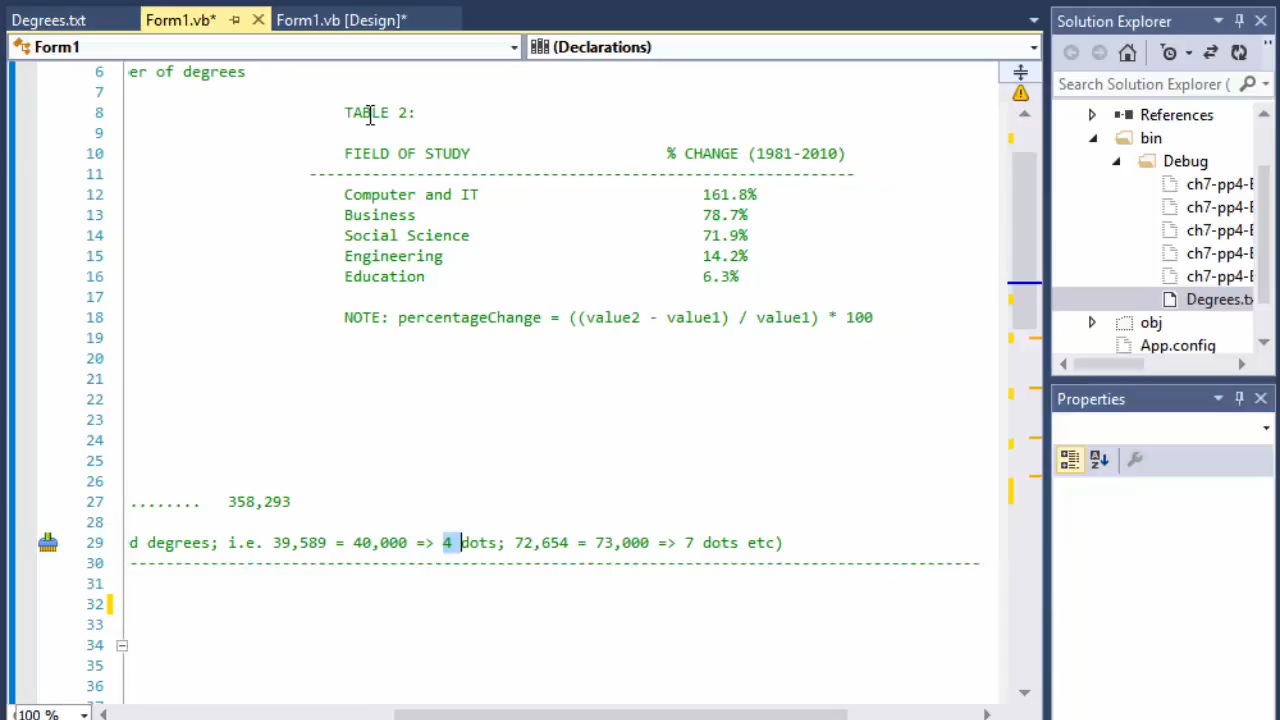 Degrees.txt Form1.vb* Form1.vb [Design]*
Form1 (Declarations)
6 er of degrees
7
8 TABLE 2:
9
10 FIELD OF STUDY % CHANGE (1981-2010)
11 -------------------------------------------------------------
12 Computer and IT 161.8%
13 Business 78.7%
14 Social Science 71.9%
15 Engineering 14.2%
16 Education 6.3%
17
18 NOTE: percentageChange = ((value2 - value1) / value1) * 100
19
20
21
22
23
24
25
26
27 ........ 358,293
28
29 d degrees; i.e. 39,589 = 40,000 => 4 dots; 72,654 = 73,000 => 7 dots etc)
30 -----------------------------------------------------------------------------------------------
31
32
33
34
35
36
100 %
Solution Explorer
Search Solution Explorer (
References
bin
Debug
ch7-pp4-E
ch7-pp4-E
ch7-pp4-E
ch7-pp4-E
ch7-pp4-E
Degrees.tx
obj
App.config
Properties